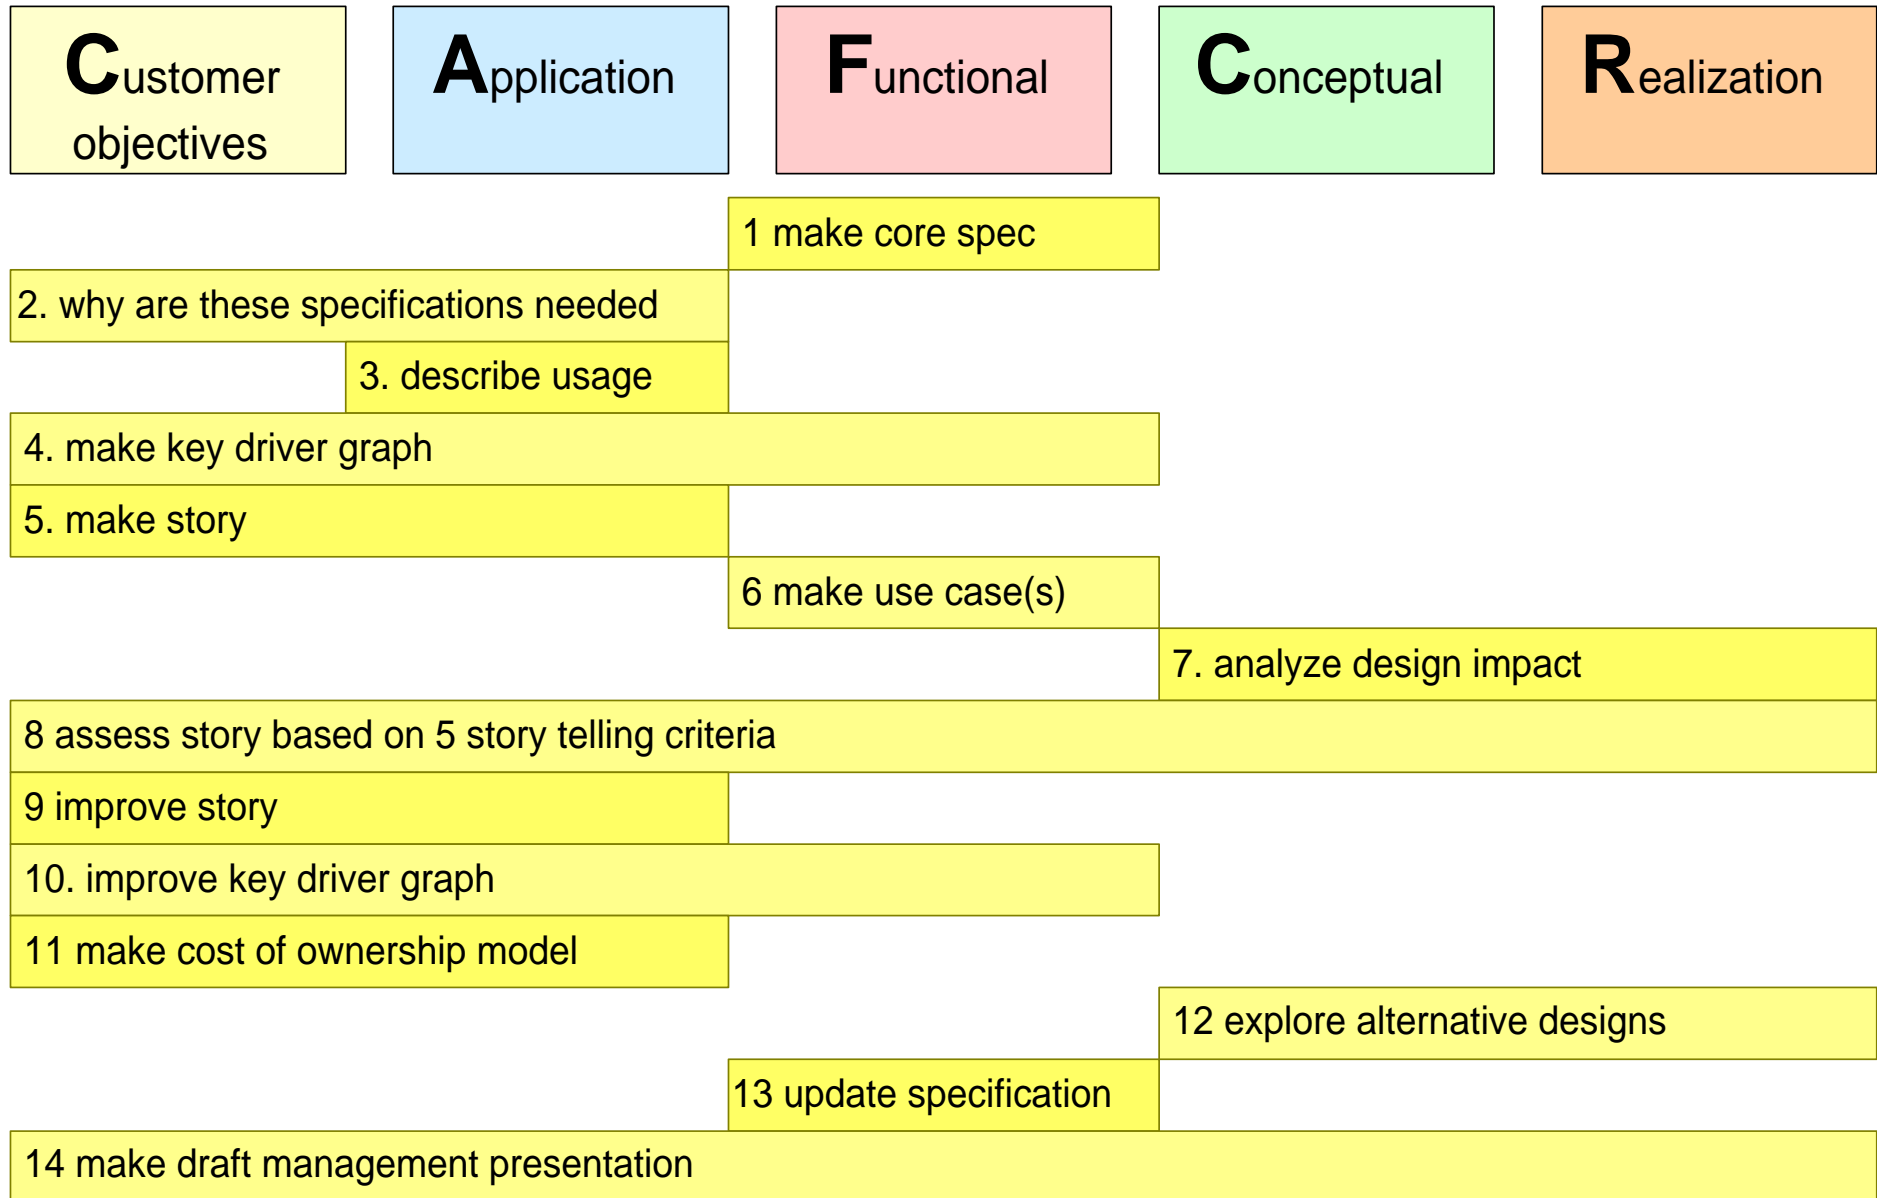 Customer
objectives
Application
Functional
Conceptual
Realization
1 make core spec
2. why are these specifications needed
3. describe usage
4. make key driver graph
5. make story
6 make use case(s)
7. analyze design impact
8 assess story based on 5 story telling criteria
9 improve story
10. improve key driver graph
11 make cost of ownership model
12 explore alternative designs
13 update specification
14 make draft management presentation